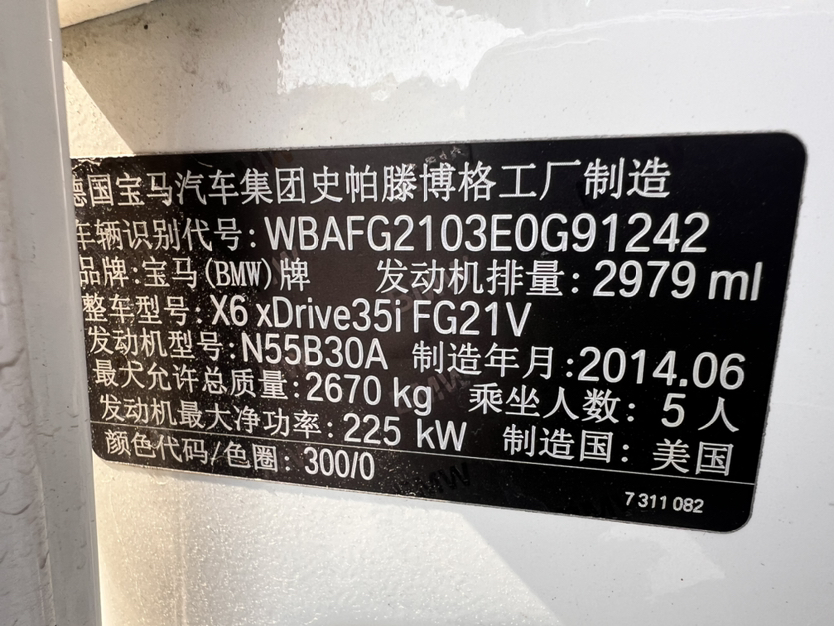 德国宝马汽车集团史帕滕博格工厂制造
车辆识别代号: WBAFG2103E0G91242
品牌: 宝马(BMW)牌 发动机排量: 2979 ml
整车型号: X6 xDrive35i FG21V
发动机型号: N55B30A 制造年月: 2014.06
最大允许总质量: 2670 kg 乘坐人数: 5 人
发动机最大净功率: 225 kW 制造国: 美国
颜色代码/色圈: 300/0
7 311 082